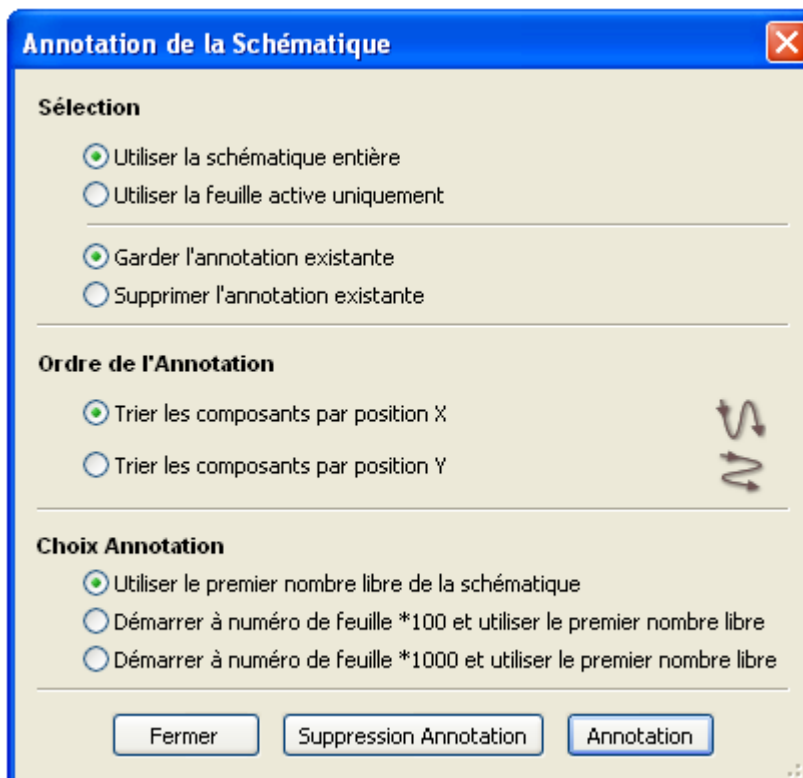 Annotation de la Schématique
Sélection
Utiliser la schématique entière
Utiliser la feuille active uniquement
Garder l'annotation existante
Supprimer l'annotation existante
Ordre de l'Annotation
Trier les composants par position X
Trier les composants par position Y
Choix Annotation
Utiliser le premier nombre libre de la schématique
Démarrer à numéro de feuille *100 et utiliser le premier nombre libre
Démarrer à numéro de feuille *1000 et utiliser le premier nombre libre
Fermer Suppression Annotation Annotation